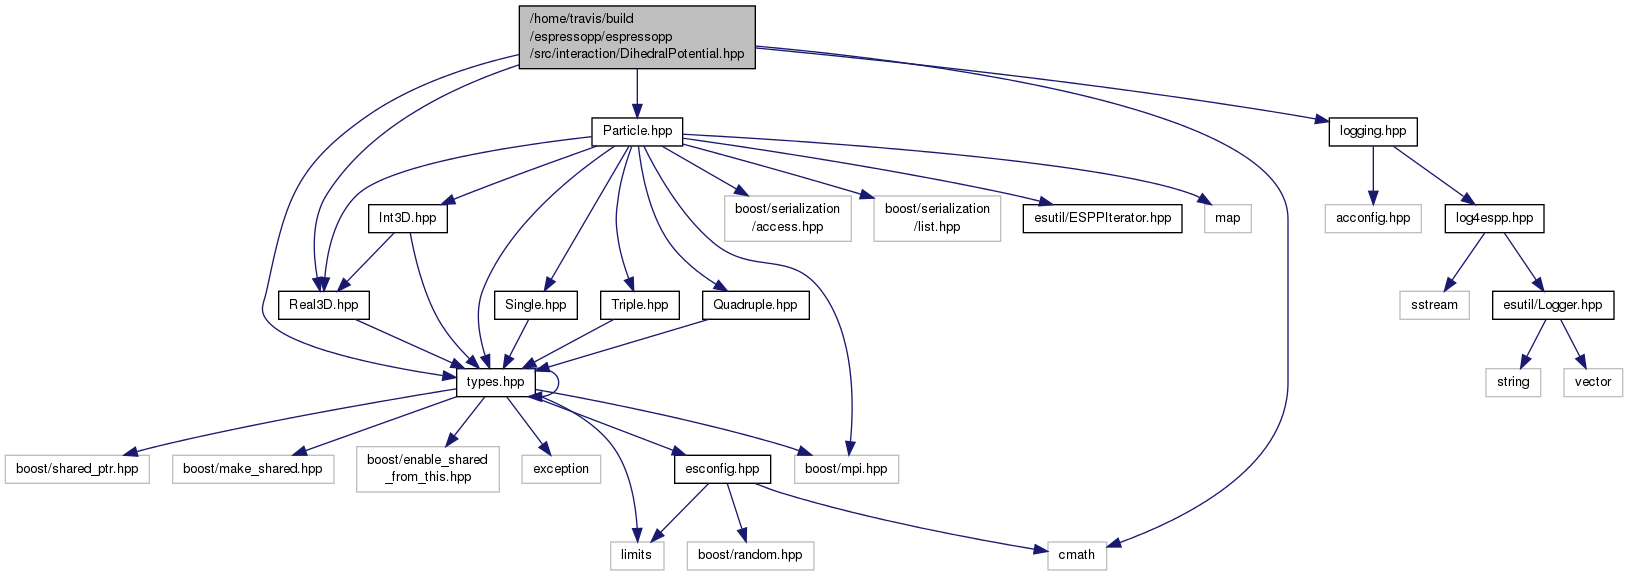 /home/travis/build
/espressopp/espressopp
/src/interaction/DihedralPotential.hpp
Particle.hpp
logging.hpp
Int3D.hpp
boost/serialization
/access.hpp
boost/serialization
/list.hpp
esutil/ESPPIterator.hpp
map
acconfig.hpp
log4espp.hpp
Real3D.hpp
Single.hpp
Triple.hpp
Quadruple.hpp
sstream
esutil/Logger.hpp
types.hpp
string
vector
boost/shared_ptr.hpp
boost/make_shared.hpp
boost/enable_shared
_from_this.hpp
exception
esconfig.hpp
boost/mpi.hpp
limits
boost/random.hpp
cmath